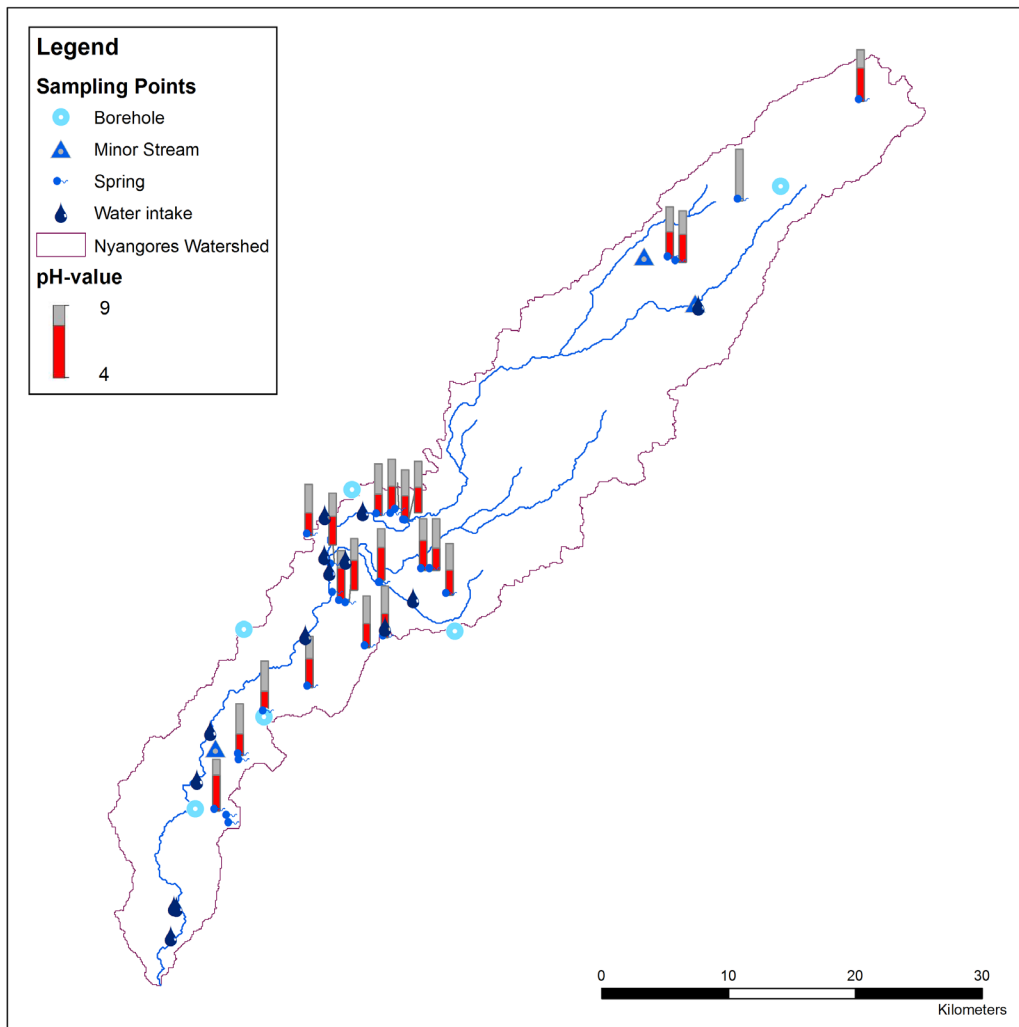 Legend
Sampling Points
Borehole
Minor Stream
Spring
Water intake
Nyangores Watershed
pH-value
9
4
0 10 20 30
Kilometers